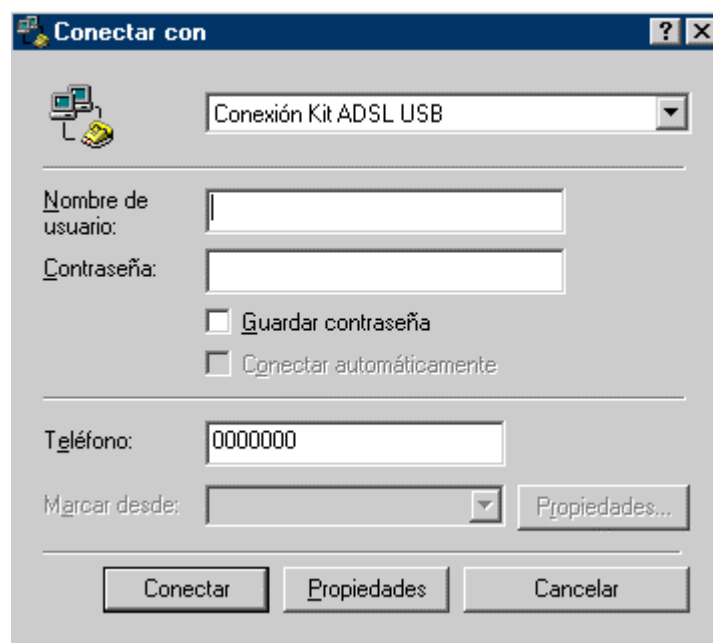 Conectar con
Conexión Kit ADSL USB
Nombre de
usuario:
Contraseña:
Guardar contraseña
Conectar automáticamente
Teléfono:
0000000
Marcar desde:
Propiedades...
Conectar
Propiedades
Cancelar